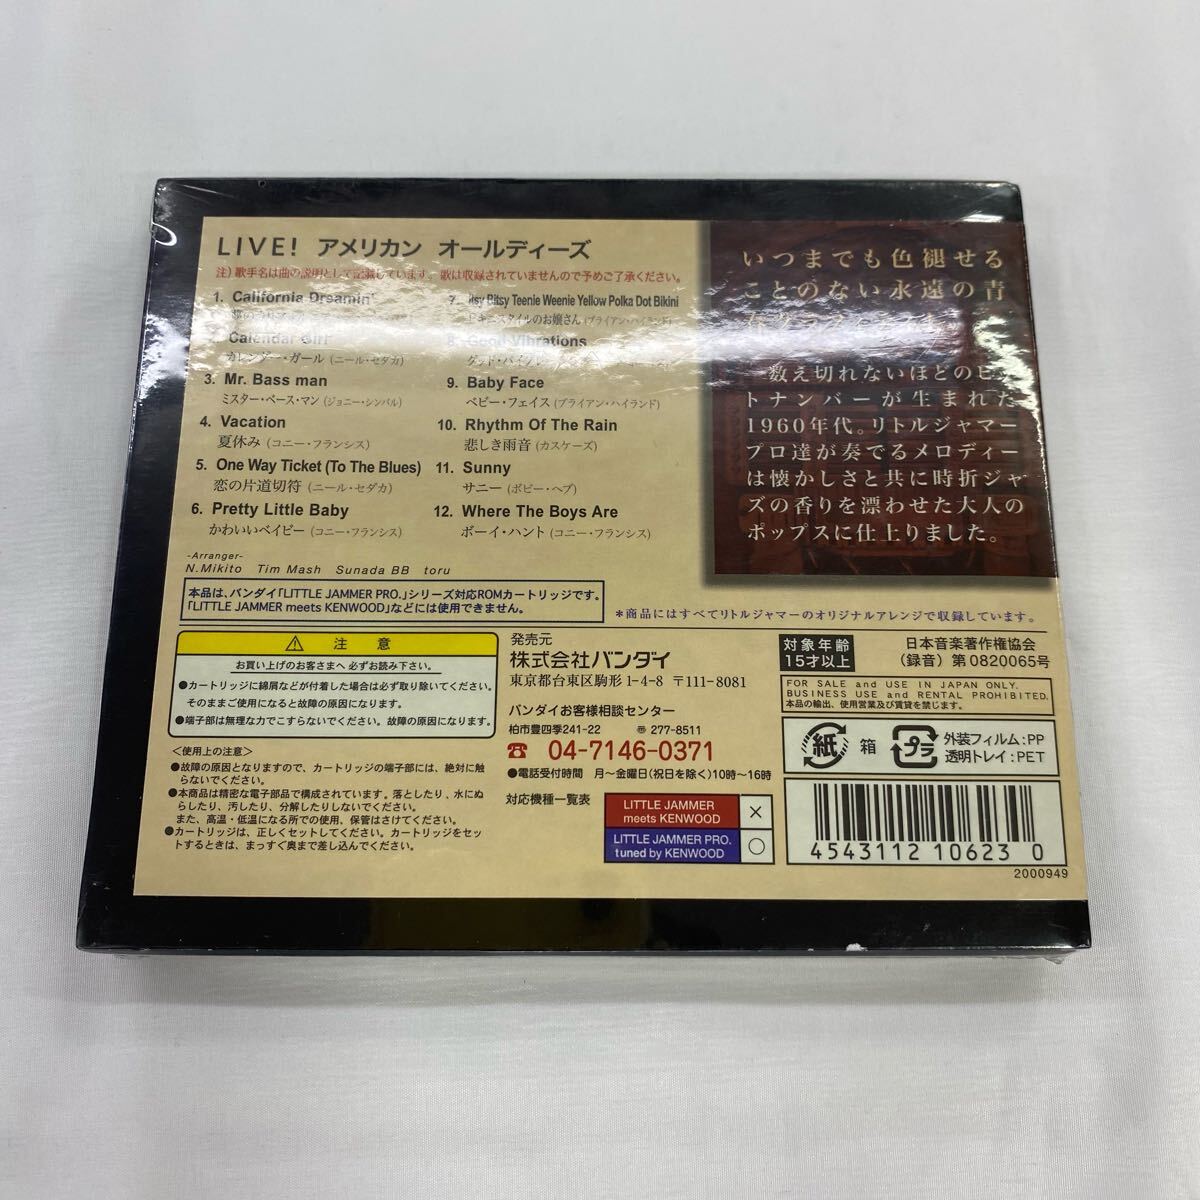 LIVE! アメリカン オールディーズ
注）歌手名は曲の説明として記載しています。歌は収録されていませんので予めご了承ください。
1. California Dreamin'
2. Calendar Girl
カレンダー・ガール (ニール・セダカ)
3. Mr. Bass man
ミスター・ベース・マン (ジョニー・シンバル)
4. Vacation
夏休み (コニー・フランシス)
5. One Way Ticket (To The Blues)
恋の片道切符 (ニール・セダカ)
6. Pretty Little Baby
かわいいベイビー (コニー・フランシス)
7. Itsy Bitsy Teenie Weenie Yellow Polka Dot Bikini
ビキニスタイルのお嬢さん (ブライアン・ハイランド)
8. Good Vibrations
9. Baby Face
ベビー・フェイス (ブライアン・ハイランド)
10. Rhythm Of The Rain
悲しき雨音 (カスケーズ)
11. Sunny
サニー (ボビー・ヘブ)
12. Where The Boys Are
ボーイ・ハント (コニー・フランシス)
-Arranger-
N.Mikito Tim Mash Sunada BB toru
いつまでも色褪せる
ことのない永遠の青
数え切れないほどのヒッ
トナンバーが生まれた
1960年代。リトルジャマー
プロ達が奏でるメロディー
は懐かしさと共に時折ジャ
ズの香りを漂わせた大人の
ポップスに仕上りました。
本品は、バンダイ「LITTLE JAMMER PRO.」シリーズ対応ROMカートリッジです。
「LITTLE JAMMER meets KENWOOD」などには使用できません。
＊商品にはすべてリトルジャマーのオリジナルアレンジで収録しています。
⚠ 注意
お買い上げのお客さまへ 必ずお読み下さい。
●カートリッジに綿屑などが付着した場合は必ず取り除いてください。
そのままご使用になると故障の原因になります。
●端子部は無理な力でこすらないでください。故障の原因になります。
＜使用上の注意＞
●故障の原因となりますので、カートリッジの端子部には、絶対に触
らないでください。
●本商品は精密な電子部品で構成されています。落としたり、水にぬ
らしたり、汚したり、分解したりしないでください。
また、高温・低温になる所での使用、保管はさけてください。
●カートリッジは、正しくセットしてください。カートリッジをセッ
トするときは、まっすぐ奥まで差し込んでください。
発売元
株式会社バンダイ
東京都台東区駒形1-4-8 〒111-8081
バンダイお客様相談センター
柏市豊四季241-22 〒277-8511
☎ 04-7146-0371
●電話受付時間 月〜金曜日(祝日を除く)10時〜16時
対応機種一覧表
LITTLE JAMMER
meets KENWOOD ×
LITTLE JAMMER PRO.
tuned by KENWOOD ○
対象年齢
15才以上
日本音楽著作権協会
(録音) 第0820065号
FOR SALE and USE IN JAPAN ONLY.
BUSINESS USE and RENTAL PROHIBITED.
本品の輸出、使用営業及び賃貸を禁じます。
紙 箱
プラ 外装フィルム:PP
透明トレイ:PET
4543112 106230
2000949